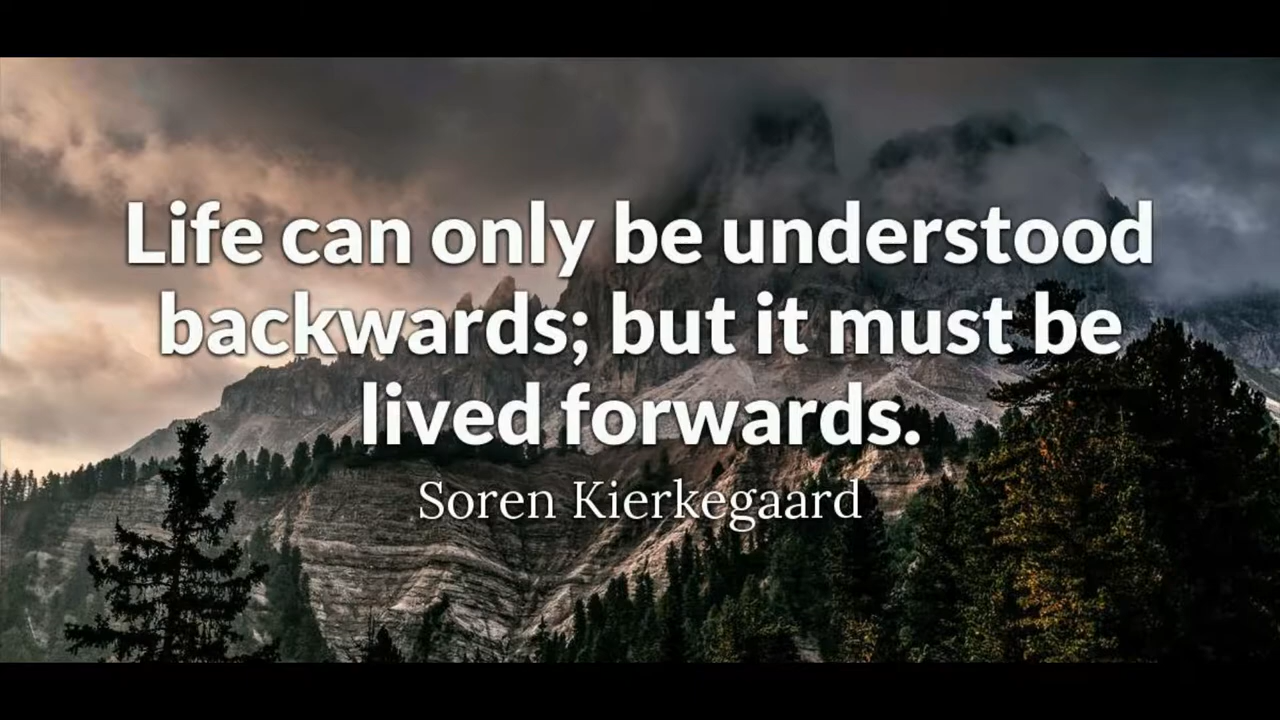 Life can only be understood
backwards; but it must be
lived forwards.
Soren Kierkegaard